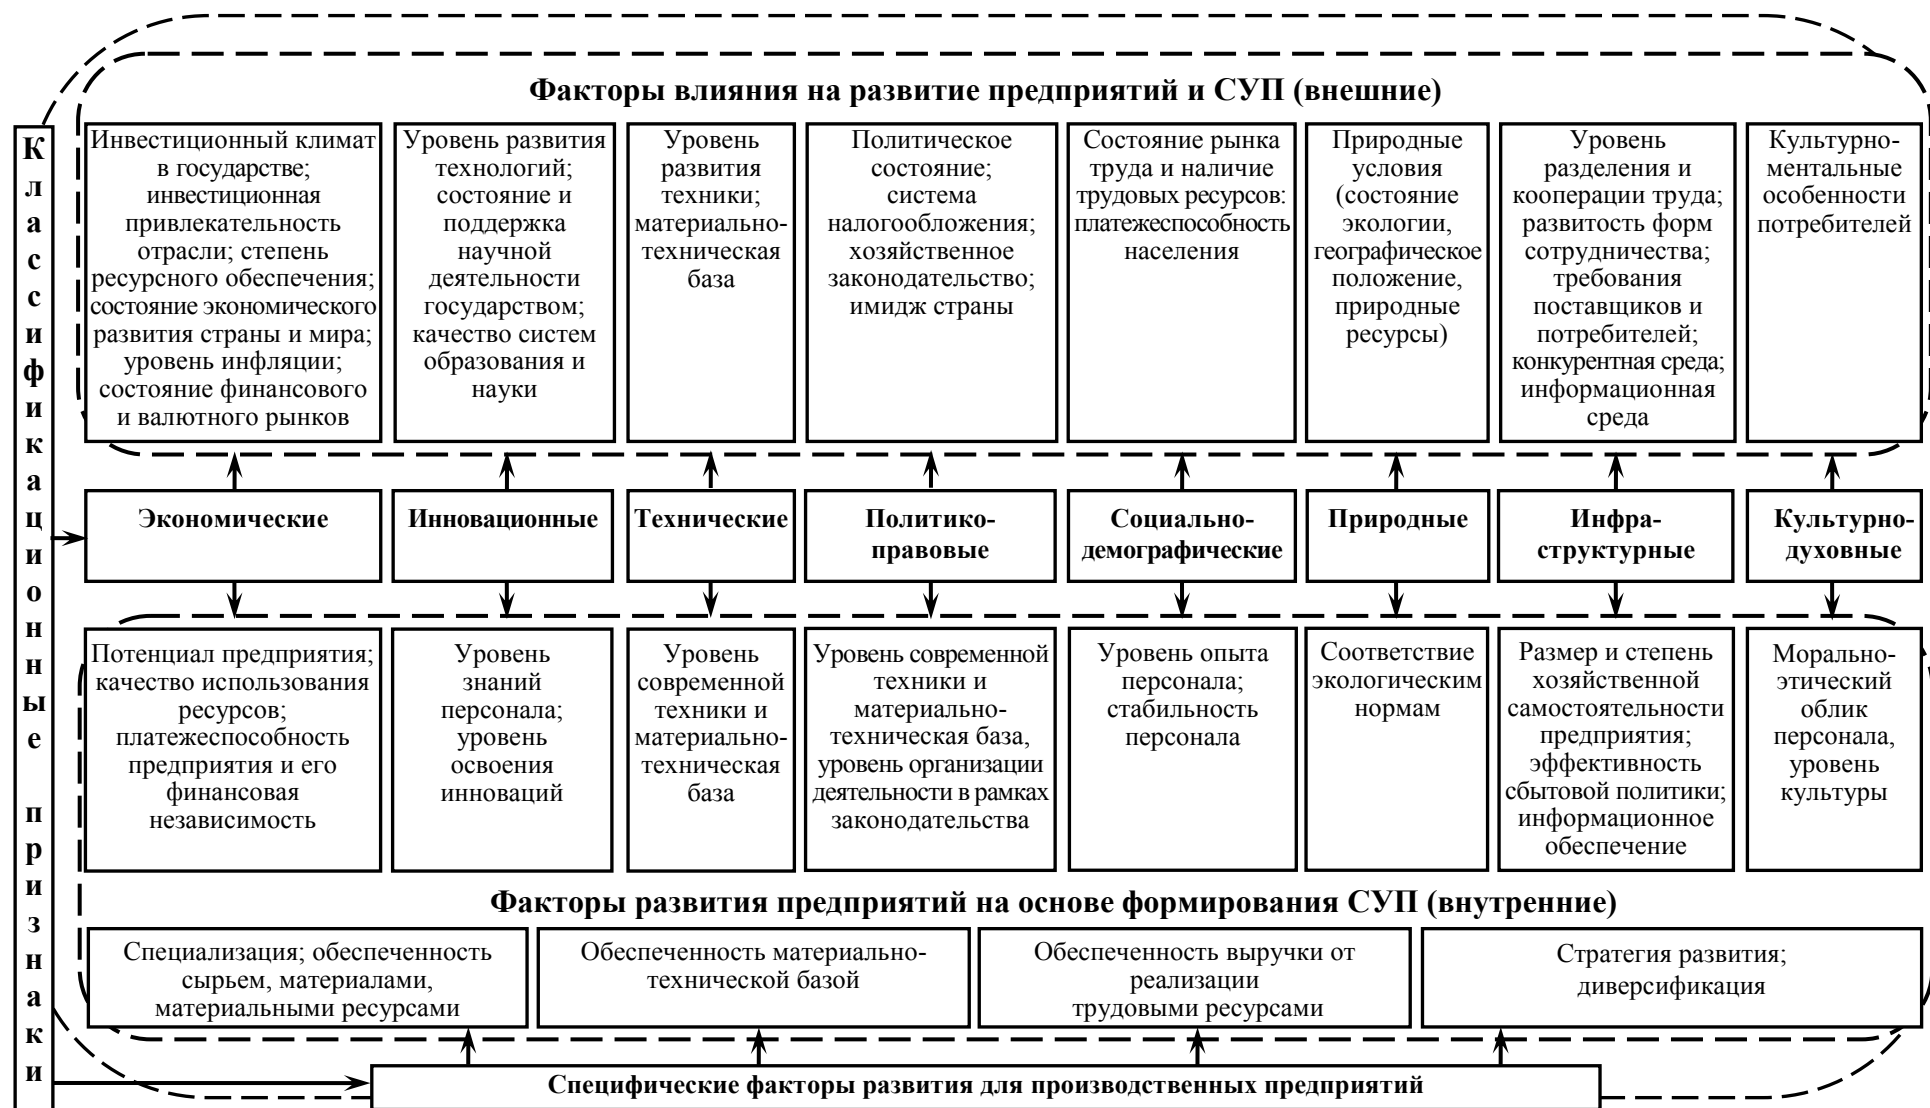 Факторы влияния на развитие предприятий и СУП (внешние)
Классификационные признаки
Инвестиционный климат
в государстве;
инвестиционная
привлекательность
отрасли; степень
ресурсного обеспечения;
состояние экономического
развития страны и мира;
уровень инфляции;
состояние финансового
и валютного рынков
Уровень развития
технологий;
состояние и
поддержка
научной
деятельности
государством;
качество систем
образования и
науки
Уровень
развития
техники;
материально-
техническая
база
Политическое
состояние;
система
налогообложения;
хозяйственное
законодательство;
имидж страны
Состояние рынка
труда и наличие
трудовых ресурсов:
платежеспособность
населения
Природные
условия
(состояние
экологии,
географическое
положение,
природные
ресурсы)
Уровень
разделения и
кооперации труда;
развитость форм
сотрудничества;
требования
поставщиков и
потребителей;
конкурентная среда;
информационная
среда
Культурно-
ментальные
особенности
потребителей
Экономические
Инновационные
Технические
Политико-
правовые
Социально-
демографические
Природные
Инфра-
структурные
Культурно-
духовные
Потенциал предприятия;
качество использования
ресурсов;
платежеспособность
предприятия и его
финансовая
независимость
Уровень
знаний
персонала;
уровень
освоения
инноваций
Уровень
современной
техники и
материально-
техническая
база
Уровень современной
техники и
материально-
техническая база,
уровень организации
деятельности в рамках
законодательства
Уровень опыта
персонала;
стабильность
персонала
Соответствие
экологическим
нормам
Размер и степень
хозяйственной
самостоятельности
предприятия;
эффективность
сбытовой политики;
информационное
обеспечение
Морально-
этический
облик
персонала,
уровень
культуры
Факторы развития предприятий на основе формирования СУП (внутренние)
Специализация; обеспеченность
сырьем, материалами,
материальными ресурсами
Обеспеченность материально-
технической базой
Обеспеченность выручки от
реализации
трудовыми ресурсами
Стратегия развития;
диверсификация
Специфические факторы развития для производственных предприятий